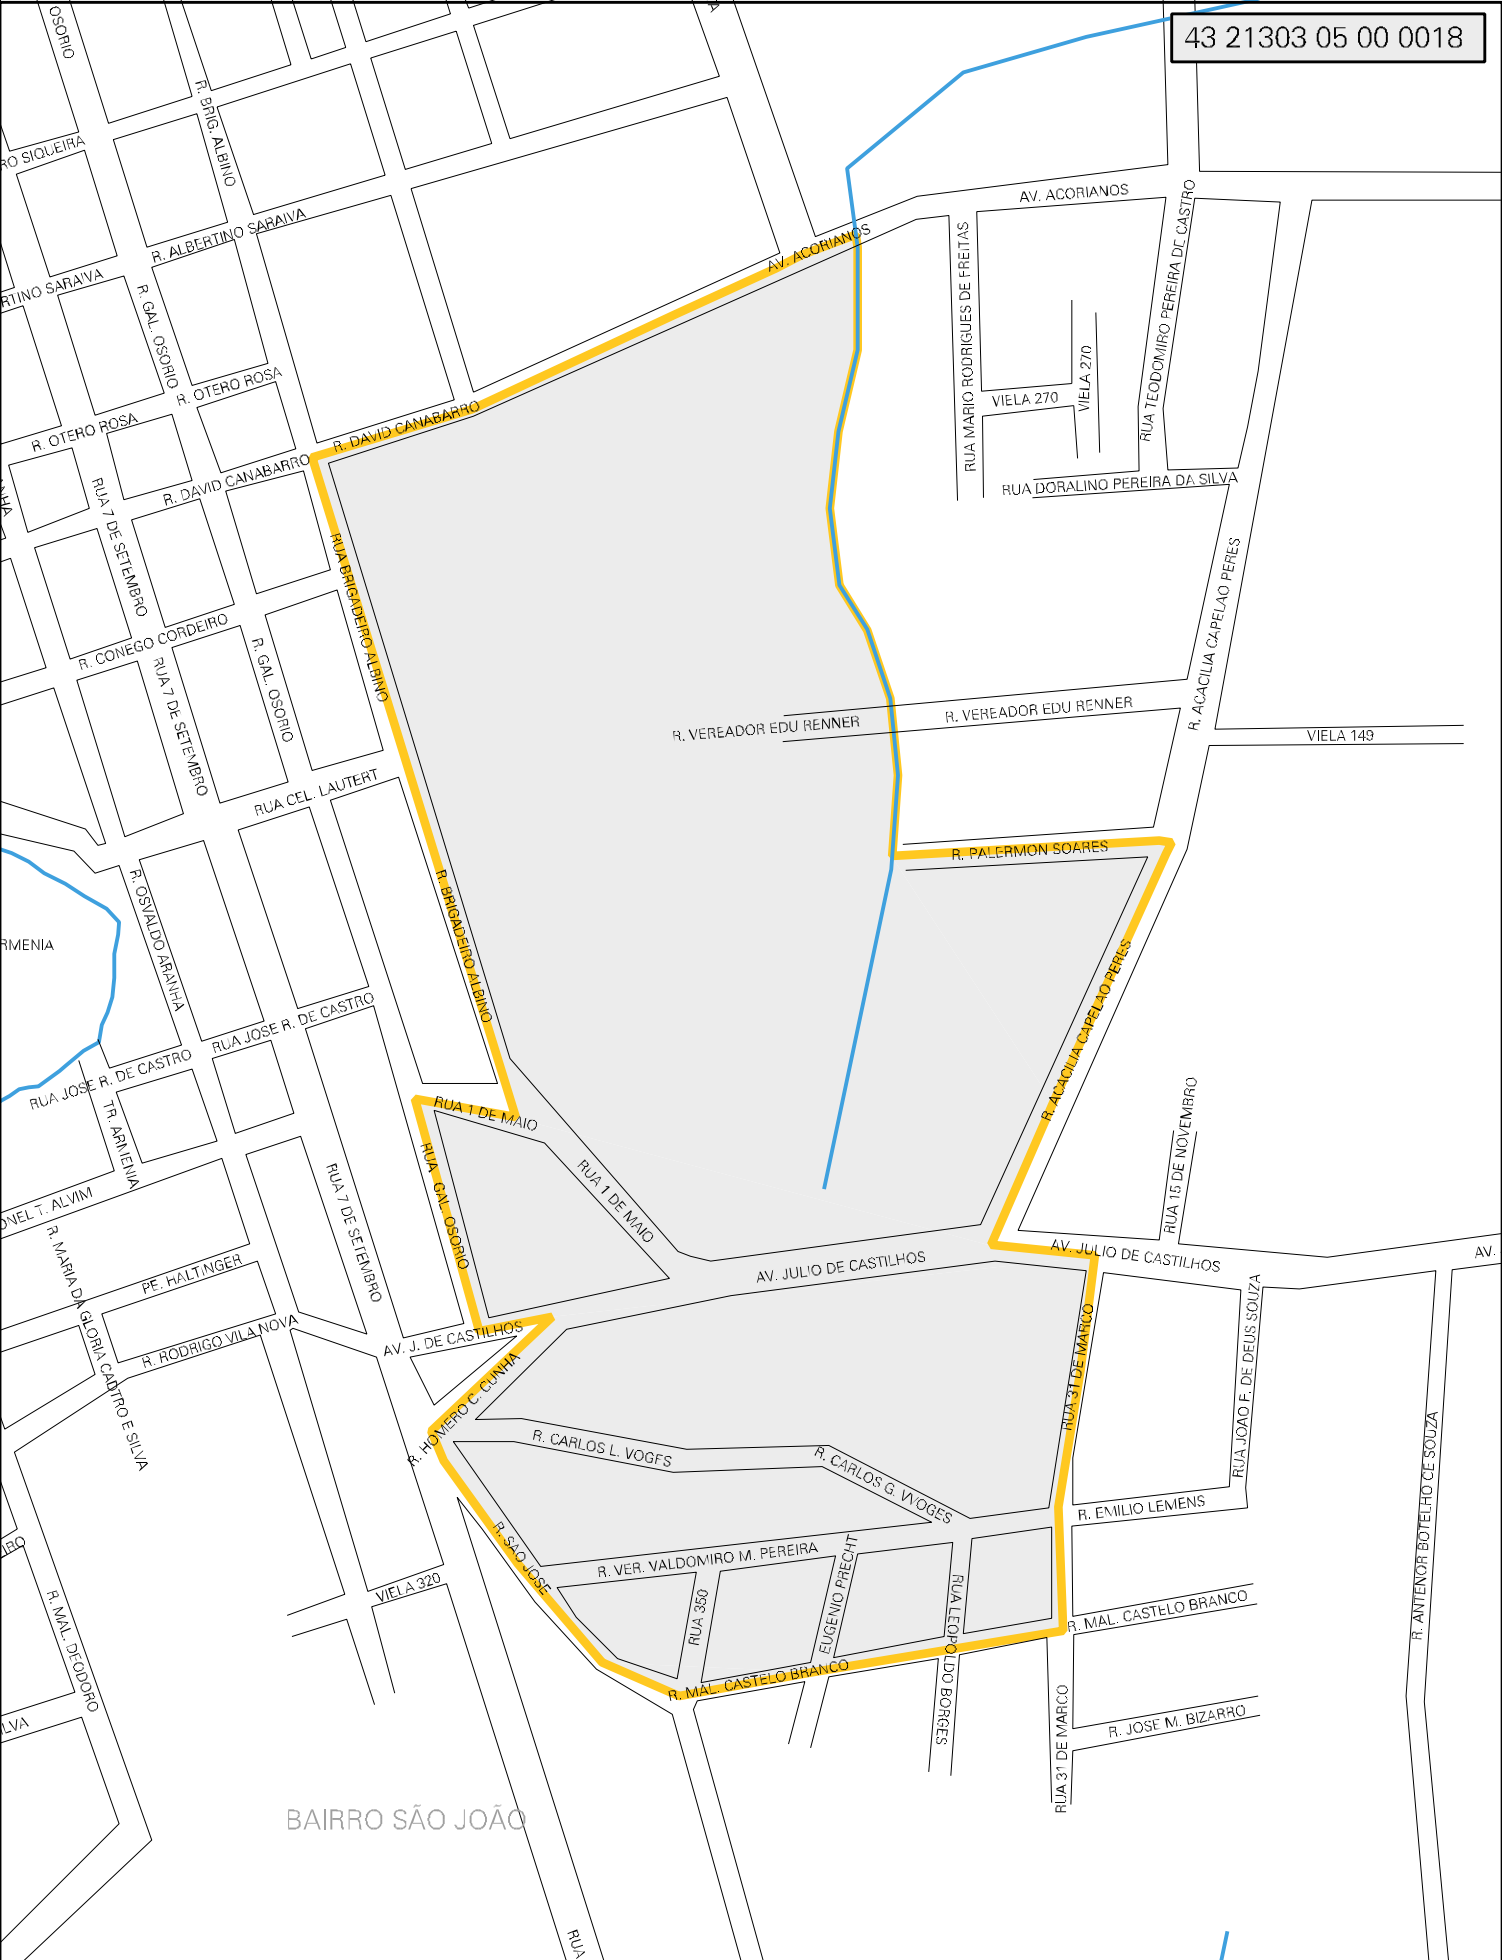 43 21303 05 00 0018
OSORIO
R. BRIG. ALBINO
RO SIQUEIRA
R. ALBERTINO SARAIVA
RTINO SARAIVA
AV. ACORIANOS
AV. ACORIANOS
RUA MARIO RODRIGUES DE FREITAS
RUA TEODOMIRO PEREIRA DE CASTRO
R. GAL. OSORIO
VIELA 270
VIELA 270
R. OTERO ROSA
R. OTERO ROSA
R. DAVID CANABARRO
R. DAVID CANABARRO
NHA
RUA 7 DE SETEMBRO
RUA DORALINO PEREIRA DA SILVA
RUA BRIGADEIRO ALBINO
R. ACACILIA CAPELAO PERES
R. CONEGO CORDEIRO
R. GAL. OSORIO
RUA 7 DE SETEMBRO
R. VEREADOR EDU RENNER
R. VEREADOR EDU RENNER
VIELA 149
RUA CEL. LAUTERT
R. PALERMON SOARES
R. OSVALDO ARANHA
R. BRIGADEIRO ALBINO
RMENIA
R. ACACILIA CAPELAO PERES
RUA JOSE R. DE CASTRO
RUA JOSE R. DE CASTRO
TR. ARMENIA
RUA 1 DE MAIO
RUA 1 DE MAIO
RUA 15 DE NOVEMBRO
RUA GAL. OSORIO
RUA 7 DE SETEMBRO
ONEL T. ALVIM
R. MARIA DA GLORIA CADTRO E SILVA
PE. HALTINGER
AV. JULIO DE CASTILHOS
AV. JULIO DE CASTILHOS
AV.
R. RODRIGO VILA NOVA
AV. J. DE CASTILHOS
RUA 31 DE MARCO
RUA JOAO F. DE DEUS SOUZA
R. HOMERO C. CUNHA
R. CARLOS L. VOGFS
R. CARLOS G. VVOGES
R. ANTENOR BOTELHO CE SOUZA
R. EMILIO LEMENS
R. SAO JOSE
R. VER. VALDOMIRO M. PEREIRA
EUGENIO PRECHT
RUA 350
RUA LEOPOLDO BORGES
VIELA 320
IRO
R. MAL. DEODORO
R. MAL. CASTELO BRANCO
R. MAL. CASTELO BRANCO
LVA
RUA 31 DE MARCO
R. JOSE M. BIZARRO
BAIRRO SÃO JOÃO
RUA